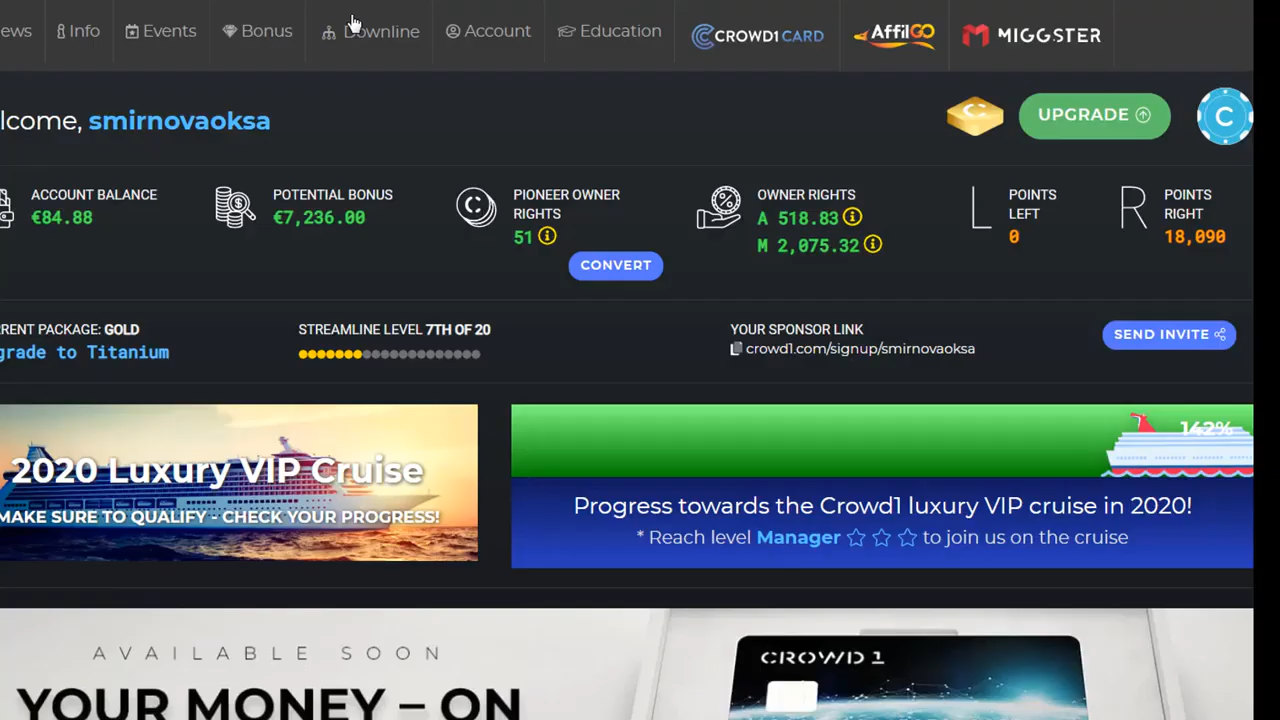 ews Info Events Bonus Downline Account Education CROWD1CARD AffilGO MIGGSTER
lcome, smirnovaoksa
UPGRADE
C
ACCOUNT BALANCE
€84.88
POTENTIAL BONUS
€7,236.00
PIONEER OWNER
RIGHTS
51
CONVERT
OWNER RIGHTS
A 518.83
M 2,075.32
L
POINTS
LEFT
0
R
POINTS
RIGHT
18,090
RENT PACKAGE: GOLD
grade to Titanium
STREAMLINE LEVEL 7TH OF 20
YOUR SPONSOR LINK
crowd1.com/signup/smirnovaoksa
SEND INVITE
2020 Luxury VIP Cruise
MAKE SURE TO QUALIFY - CHECK YOUR PROGRESS!
142%
Progress towards the Crowd1 luxury VIP cruise in 2020!
* Reach level Manager to join us on the cruise
AVAILABLE SOON
YOUR MONEY – ON
CROWD1